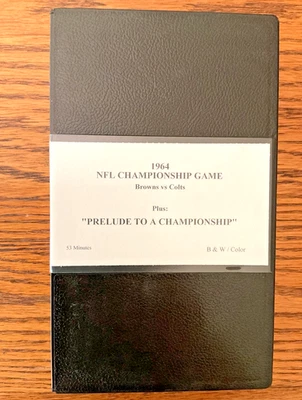 1964
NFL CHAMPIONSHIP GAME
Browns vs Colts
Plus:
"PRELUDE TO A CHAMPIONSHIP"
53 Minutes
B & W / Color